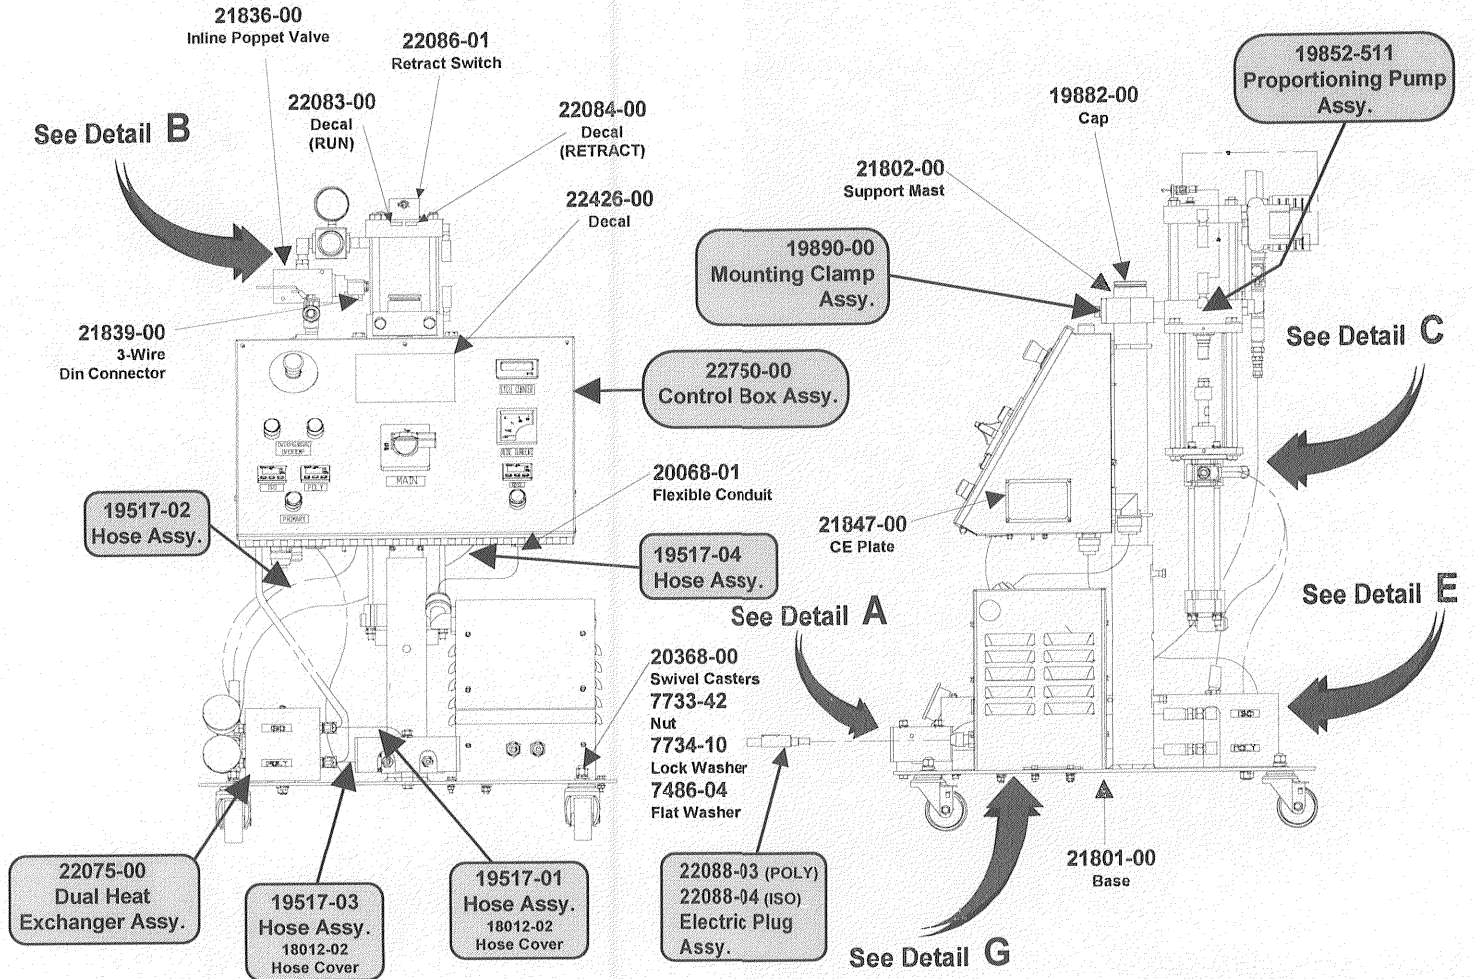 21836-00
Inline Poppet Valve
22086-01
Retract Switch
22083-00
Decal
(RUN)
22084-00
Decal
(RETRACT)
See Detail B
22426-00
Decal
21839-00
3-Wire
Din Connector
22750-00
Control Box Assy.
MAIN
ISO
POLY
PRIMARY
20068-01
Flexible Conduit
19517-02
Hose Assy.
19517-04
Hose Assy.
20368-00
Swivel Casters
7733-42
Nut
7734-10
Lock Washer
7486-04
Flat Washer
ISO
POLY
22075-00
Dual Heat
Exchanger Assy.
19517-03
Hose Assy.
18012-02
Hose Cover
19517-01
Hose Assy.
18012-02
Hose Cover
19852-511
Proportioning Pump
Assy.
19882-00
Cap
21802-00
Support Mast
19890-00
Mounting Clamp
Assy.
See Detail C
21847-00
CE Plate
See Detail A
See Detail E
ISO
POLY
22088-03 (POLY)
22088-04 (ISO)
Electric Plug
Assy.
21801-00
Base
See Detail G